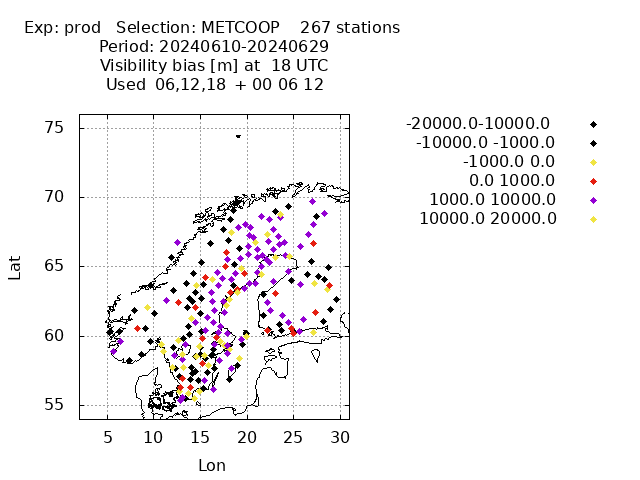 Exp: prod   Selection: METCOOP    267 stations
Period: 20240610-20240629
Visibility bias [m] at  18 UTC
Used  06,12,18  + 00 06 12
-20000.0-10000.0
-10000.0 -1000.0
-1000.0 0.0
0.0 1000.0
1000.0 10000.0
10000.0 20000.0
75
70
65
60
55
Lat
5 10 15 20 25 30
Lon